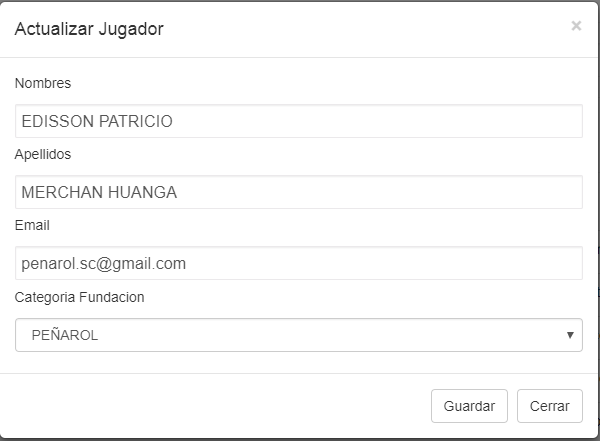 Actualizar Jugador
×
Nombres
EDISSON PATRICIO
Apellidos
MERCHAN HUANGA
Email
penarol.sc@gmail.com
Categoria Fundacion
PEÑAROL
Guardar Cerrar